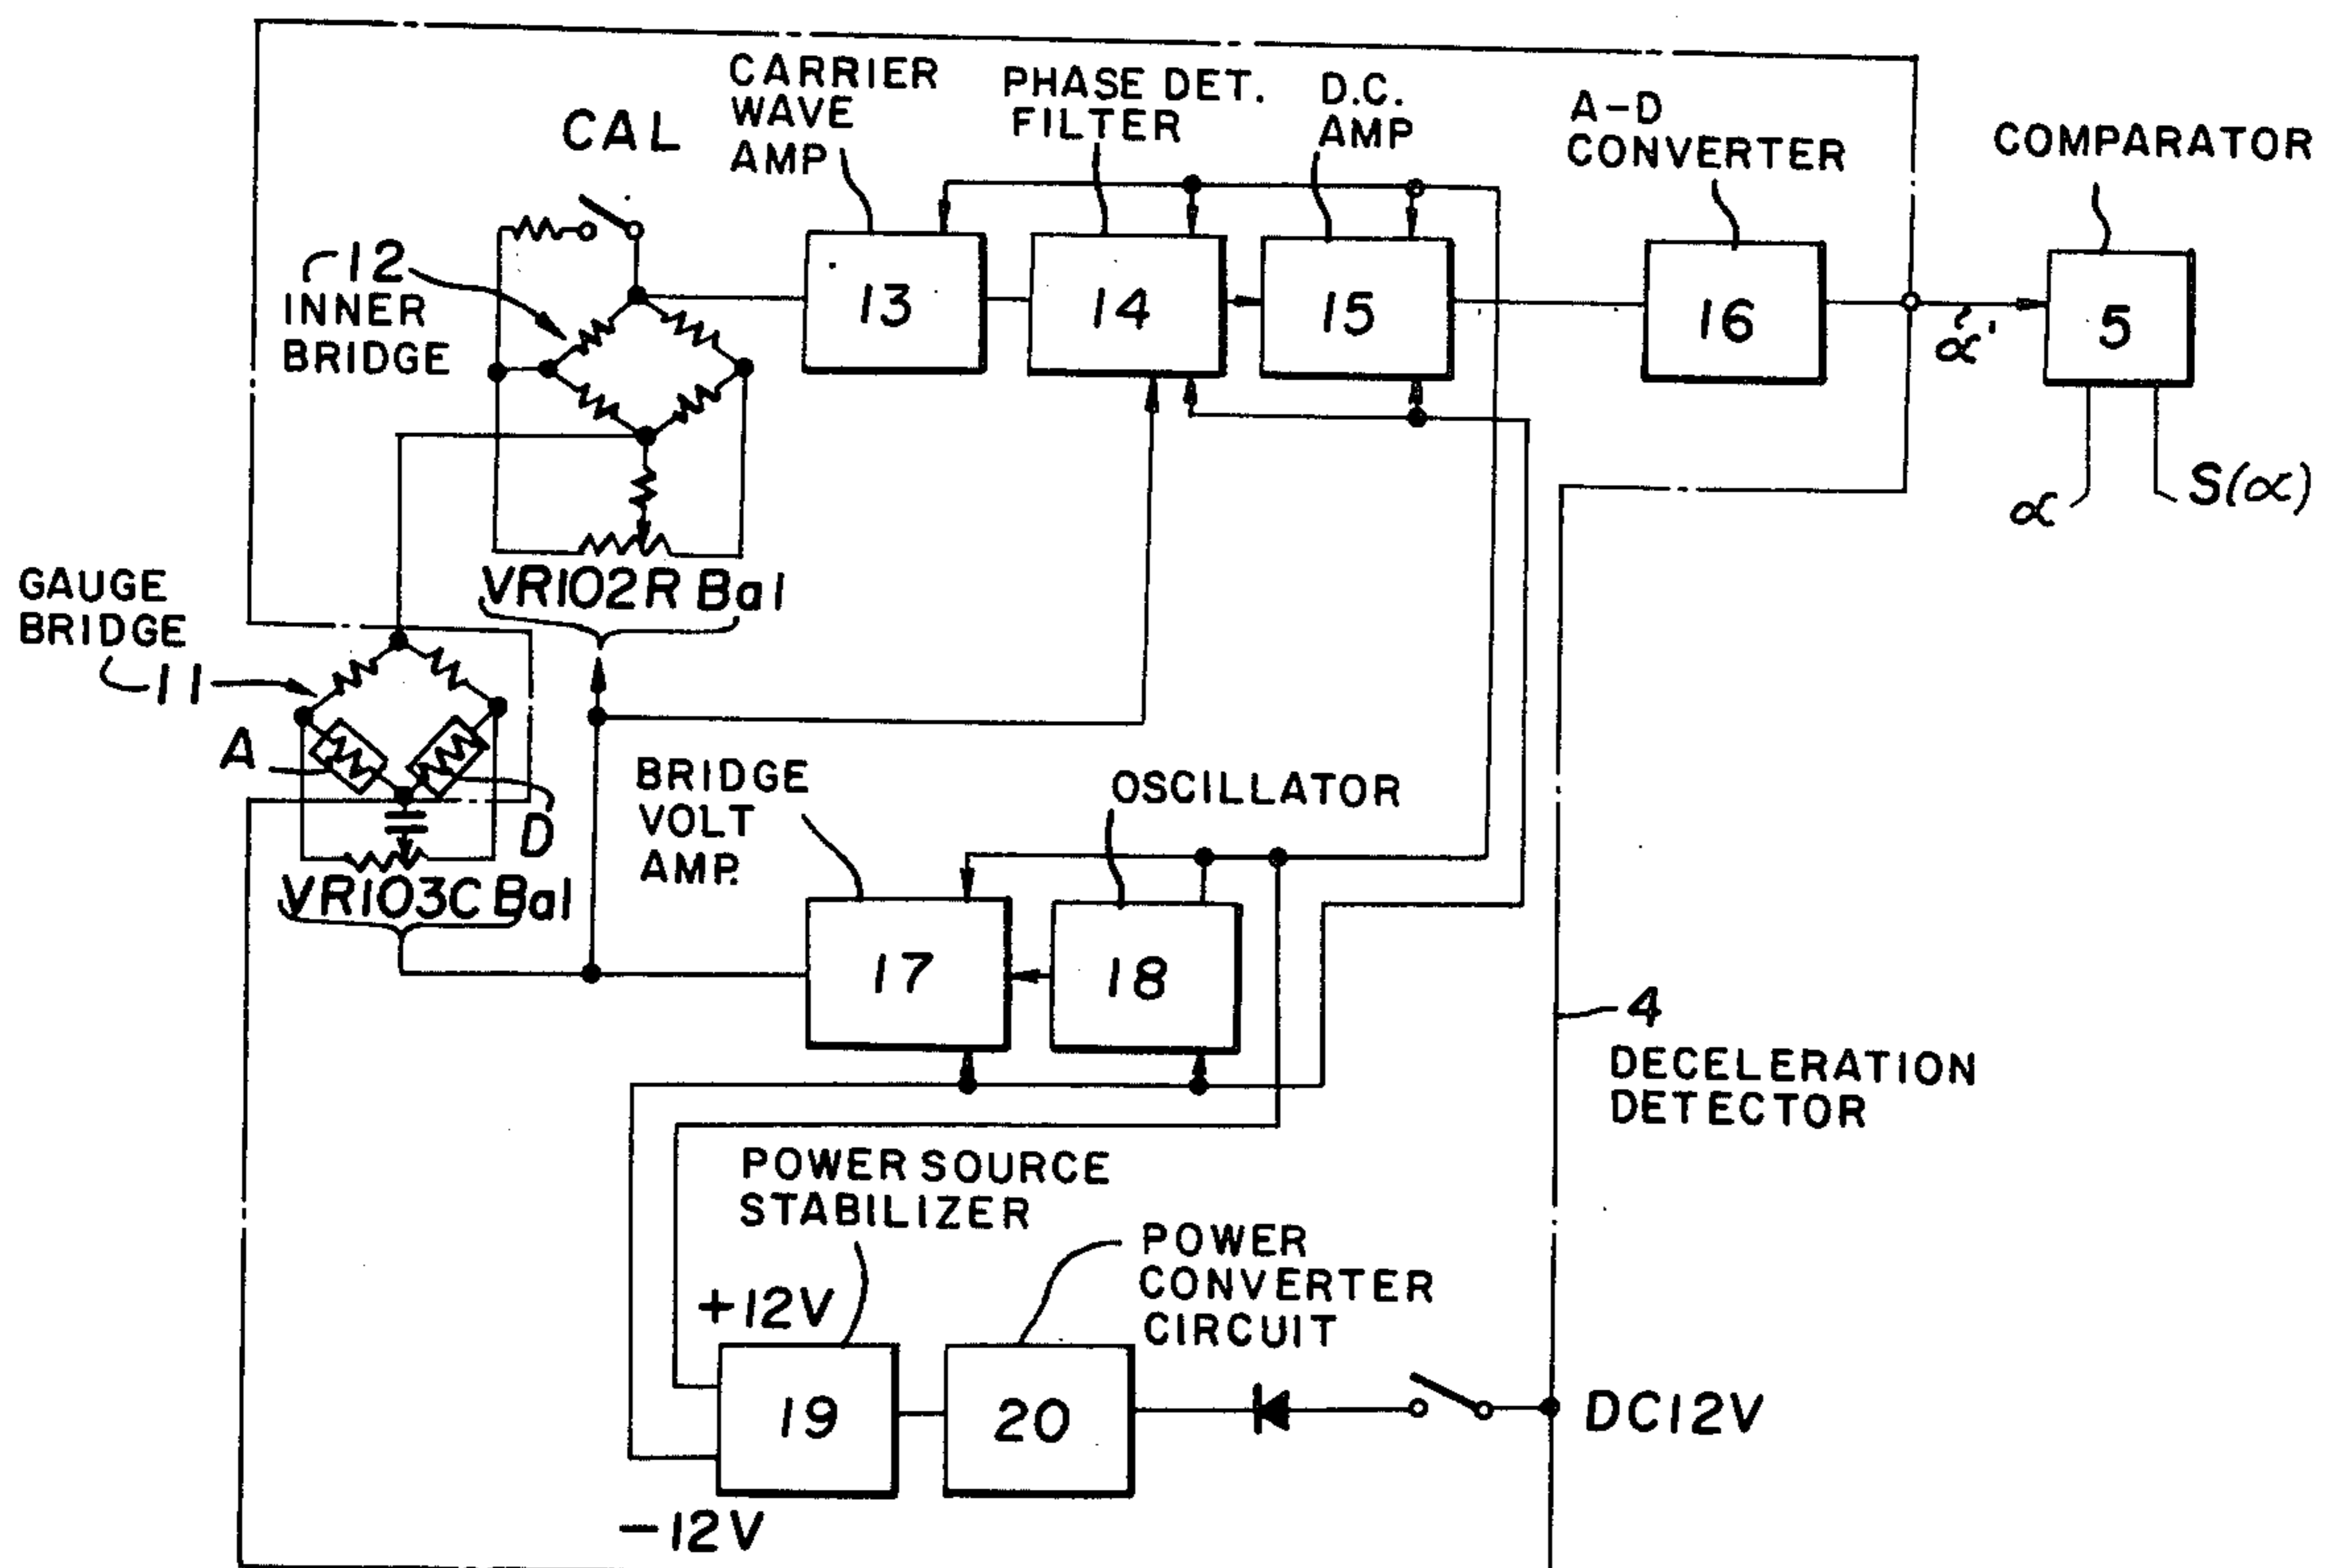 CARRIER
WAVE
AMP
PHASE DET.
FILTER
D.C.
AMP
A-D
CONVERTER
COMPARATOR
CAL
12
INNER
BRIDGE
13
14
15
16
5
α'
α
S(α)
VR102R Bal
GAUGE
BRIDGE
11
A
D
VR103C Bal
BRIDGE
VOLT
AMP.
OSCILLATOR
17
18
4
DECELERATION
DETECTOR
POWER SOURCE
STABILIZER
POWER
CONVERTER
CIRCUIT
+12V
19
20
DC12V
-12V